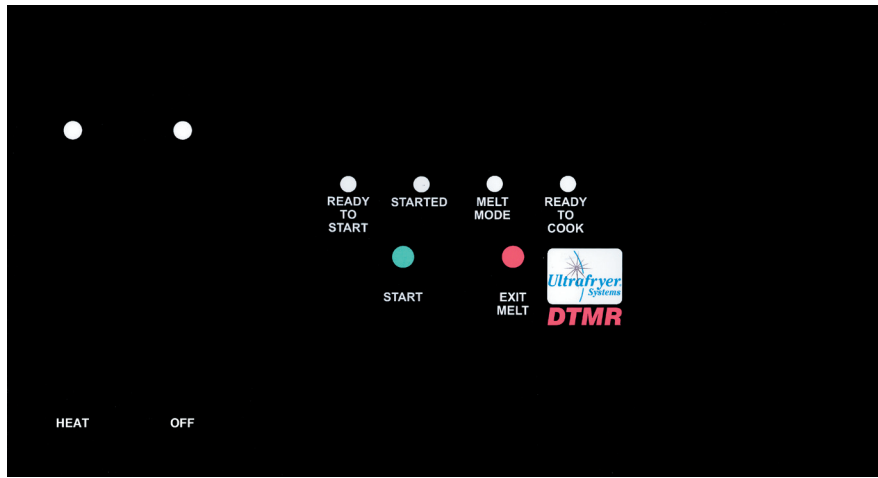 READY
TO
START
STARTED
MELT
MODE
READY
TO
COOK
START
EXIT
MELT
Ultrafryer
Systems
DTMR
HEAT
OFF